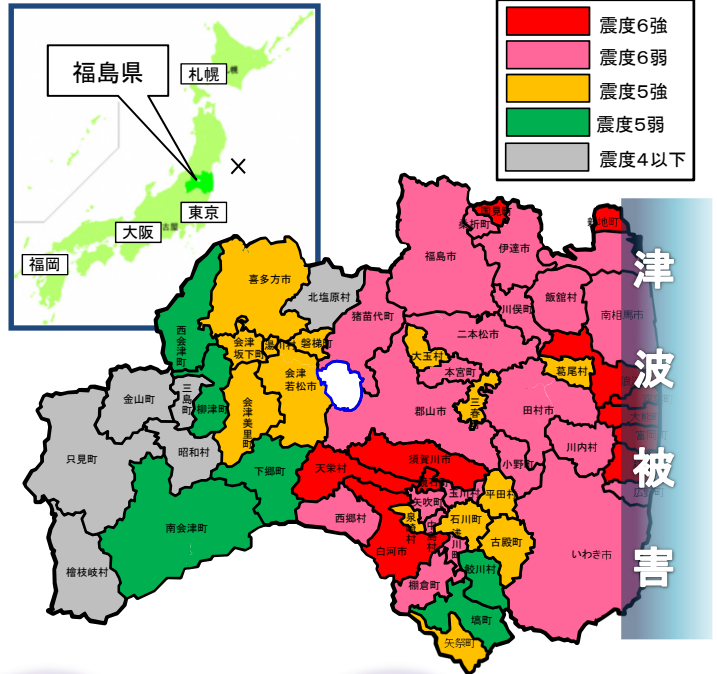 福島県
札幌
東京
大阪
福岡
×
震度6強
震度6弱
震度5強
震度5弱
震度4以下
津波被害
国見町
桑折町
新地町
伊達市
福島市
喜多方市
北塩原村
猪苗代町
川俣町
飯館村
南相馬市
西会津町
会津
坂下町
湯川村
磐梯町
二本松市
大玉村
本宮町
葛尾村
会津
若松市
金山町
三島町
柳津町
会津美里町
郡山市
三春町
田村市
只見町
昭和村
下郷町
天栄村
須賀川市
小野町
川内村
鏡石町
矢吹町
玉川村
平田村
西郷村
泉崎村
中島村
石川町
浅川町
古殿町
いわき市
南会津町
白河市
檜枝岐村
棚倉町
鮫川村
塙町
矢祭町